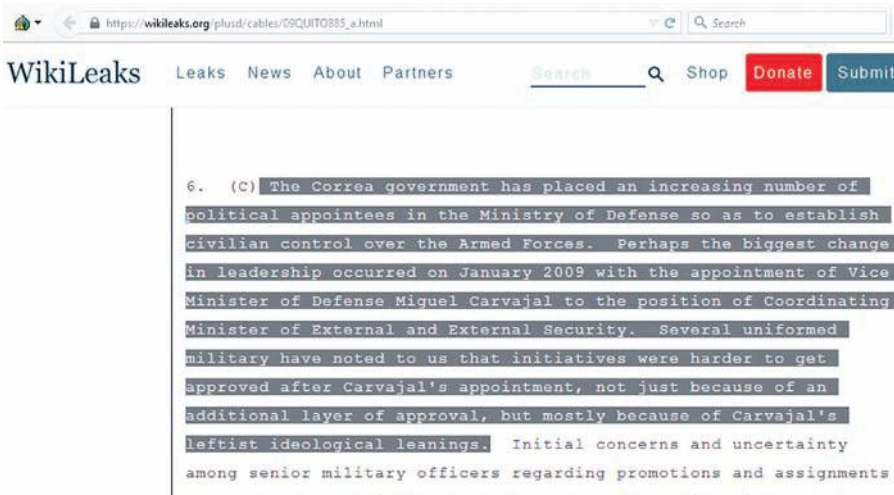 https://wikileaks.org/plusd/cables/09QUITO885_a.html Search
WikiLeaks Leaks News About Partners Search Shop Donate Submit
6. (C) The Correa government has placed an increasing number of
political appointees in the Ministry of Defense so as to establish
civilian control over the Armed Forces. Perhaps the biggest change
in leadership occurred on January 2009 with the appointment of Vice
Minister of Defense Miguel Carvajal to the position of Coordinating
Minister of External and External Security. Several uniformed
military have noted to us that initiatives were harder to get
approved after Carvajal's appointment, not just because of an
additional layer of approval, but mostly because of Carvajal's
leftist ideological leanings. Initial concerns and uncertainty
among senior military officers regarding promotions and assignments